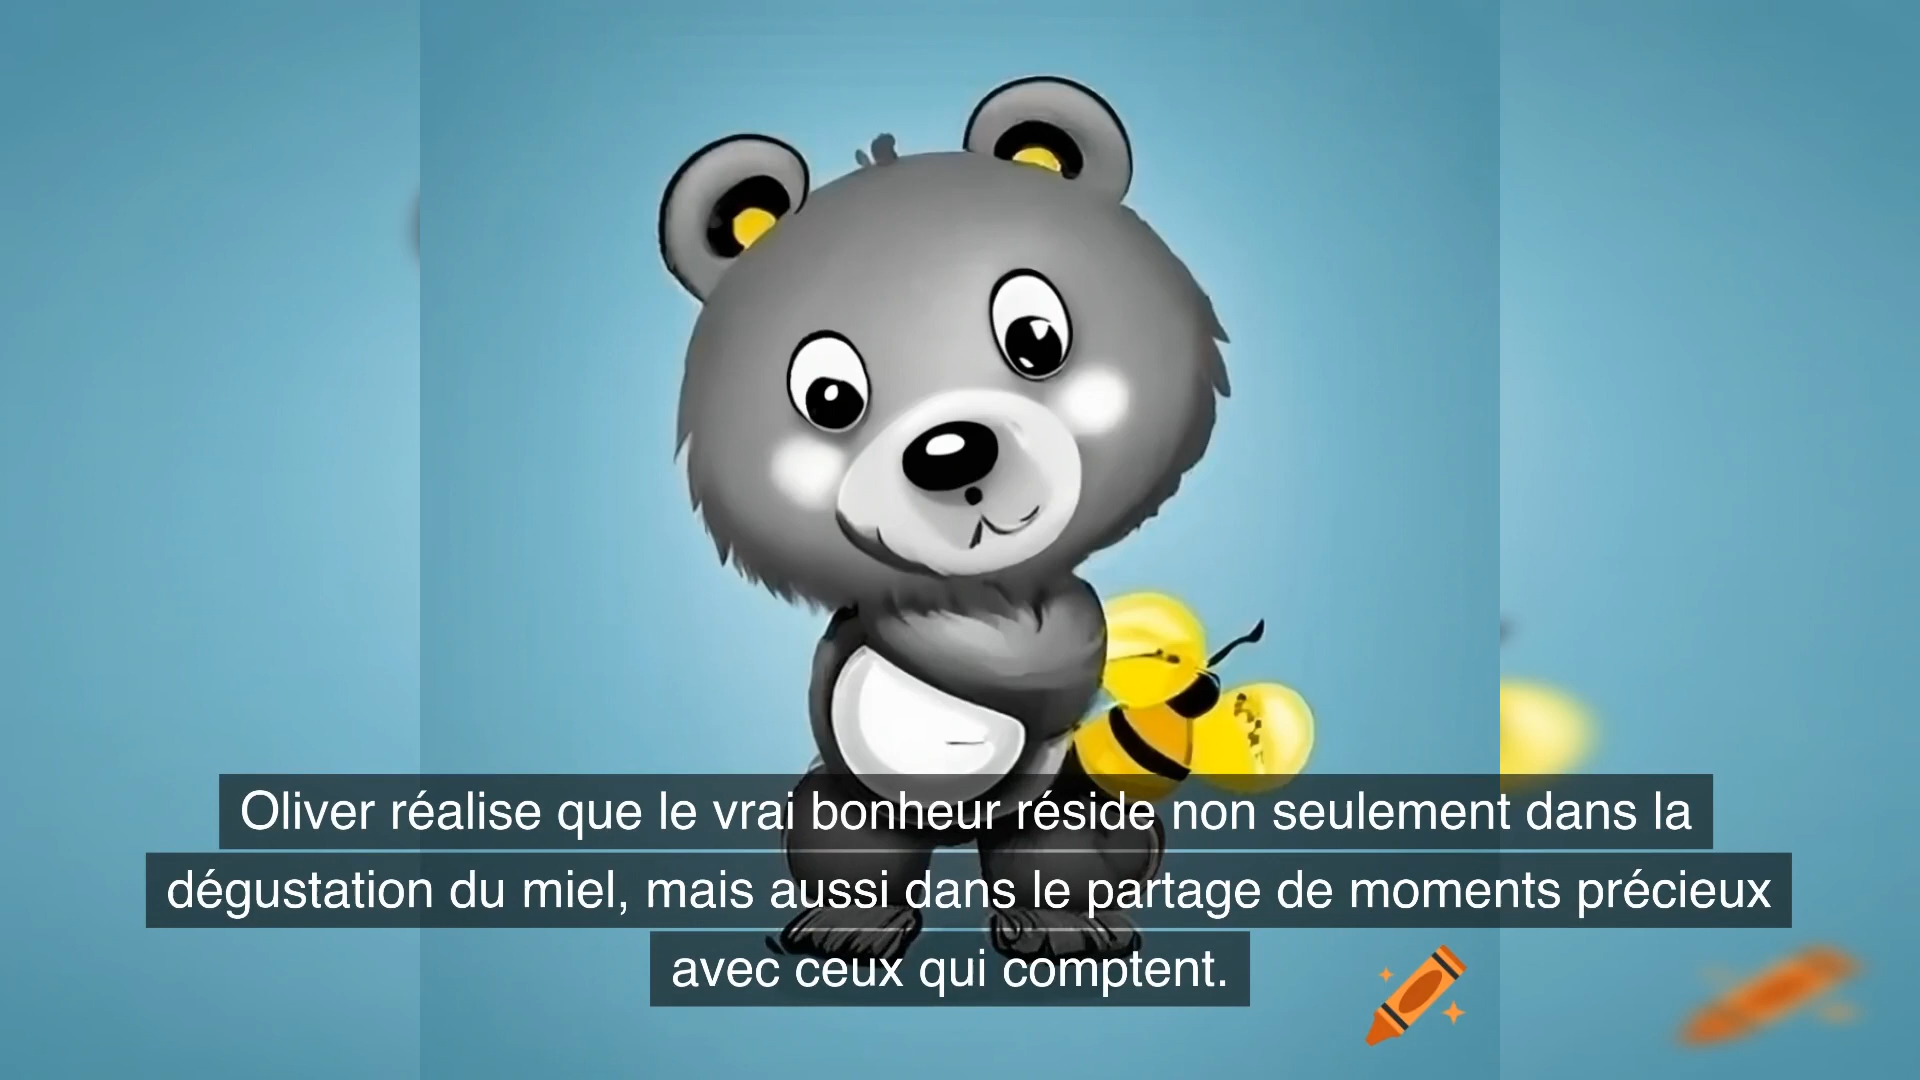 Oliver réalise que le vrai bonheur réside non seulement dans la
dégustation du miel, mais aussi dans le partage de moments précieux
avec ceux qui comptent.